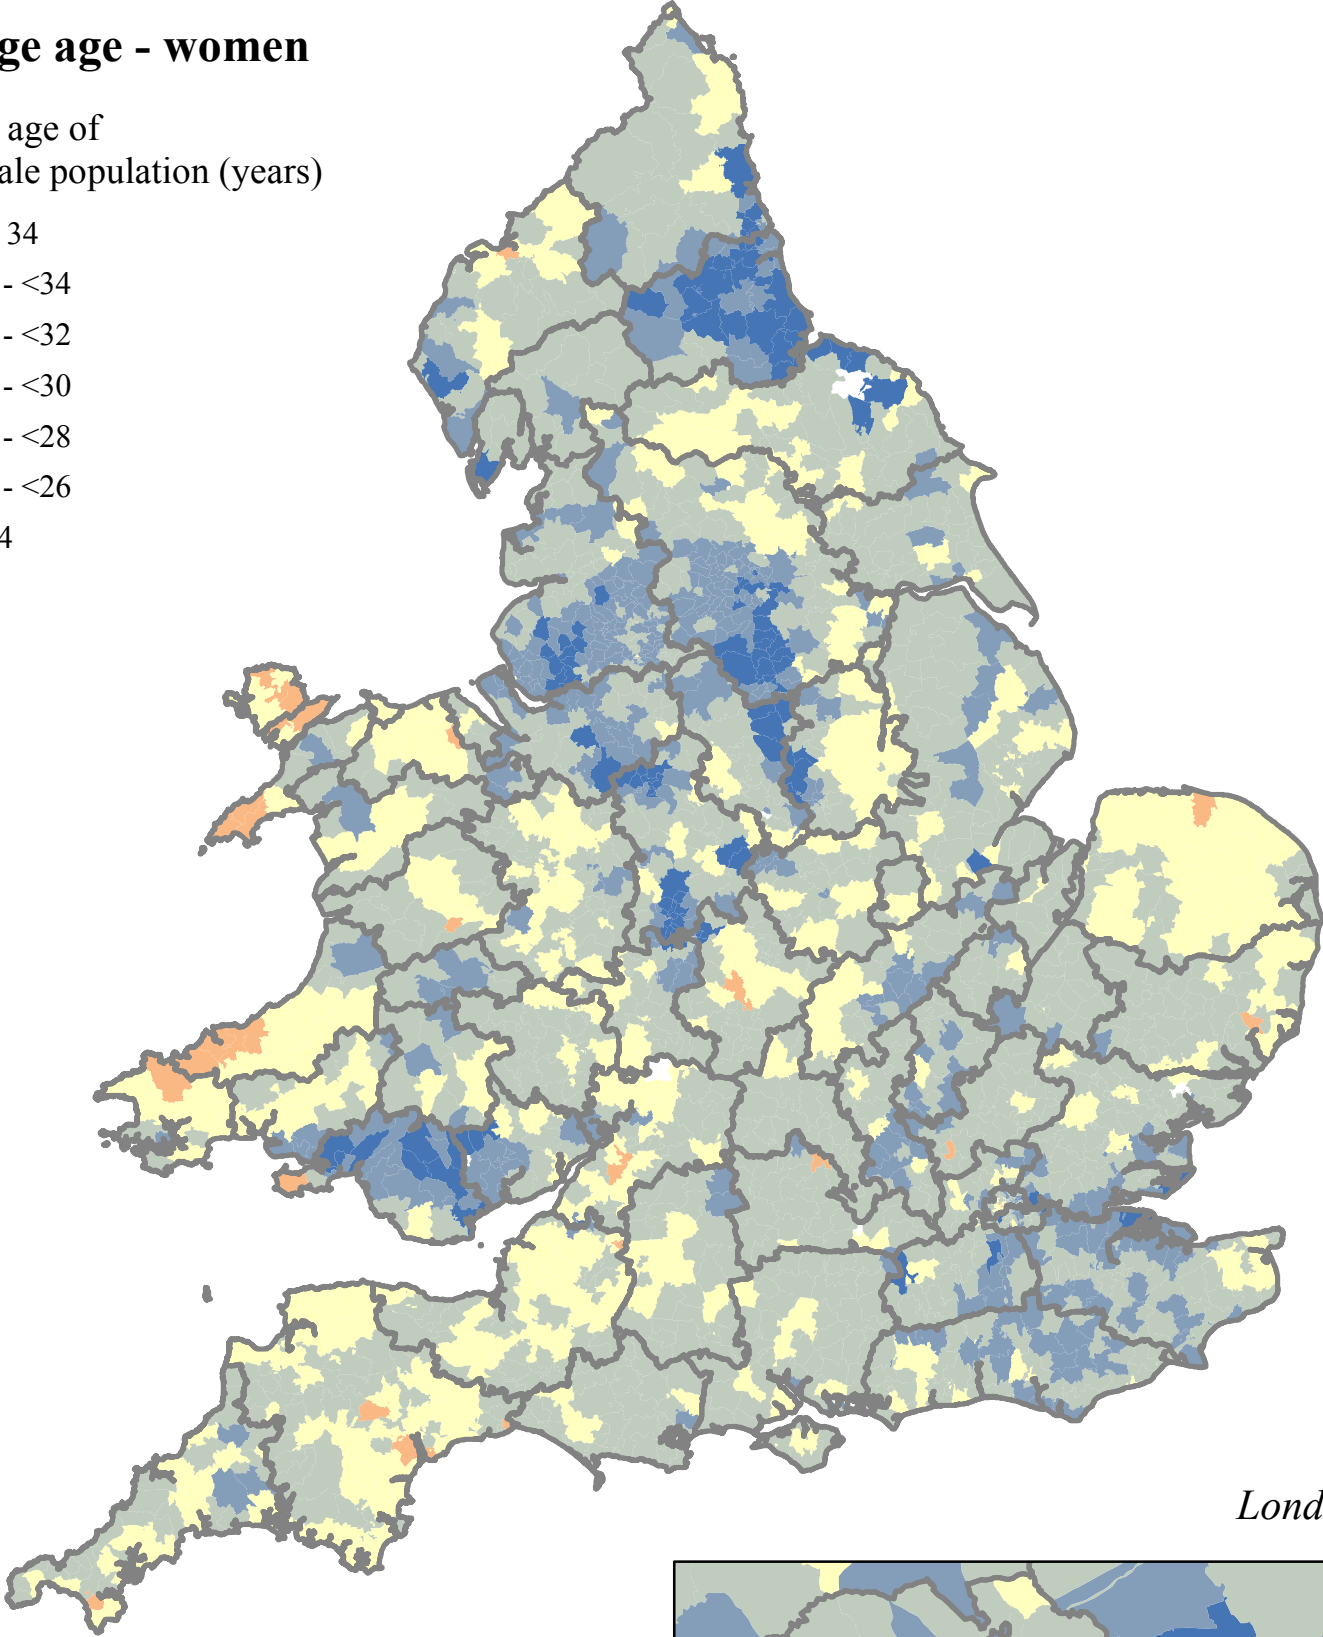 ge age - women
age of
ale population (years)
34
- <34
- <32
- <30
- <28
- <26
4
Lond